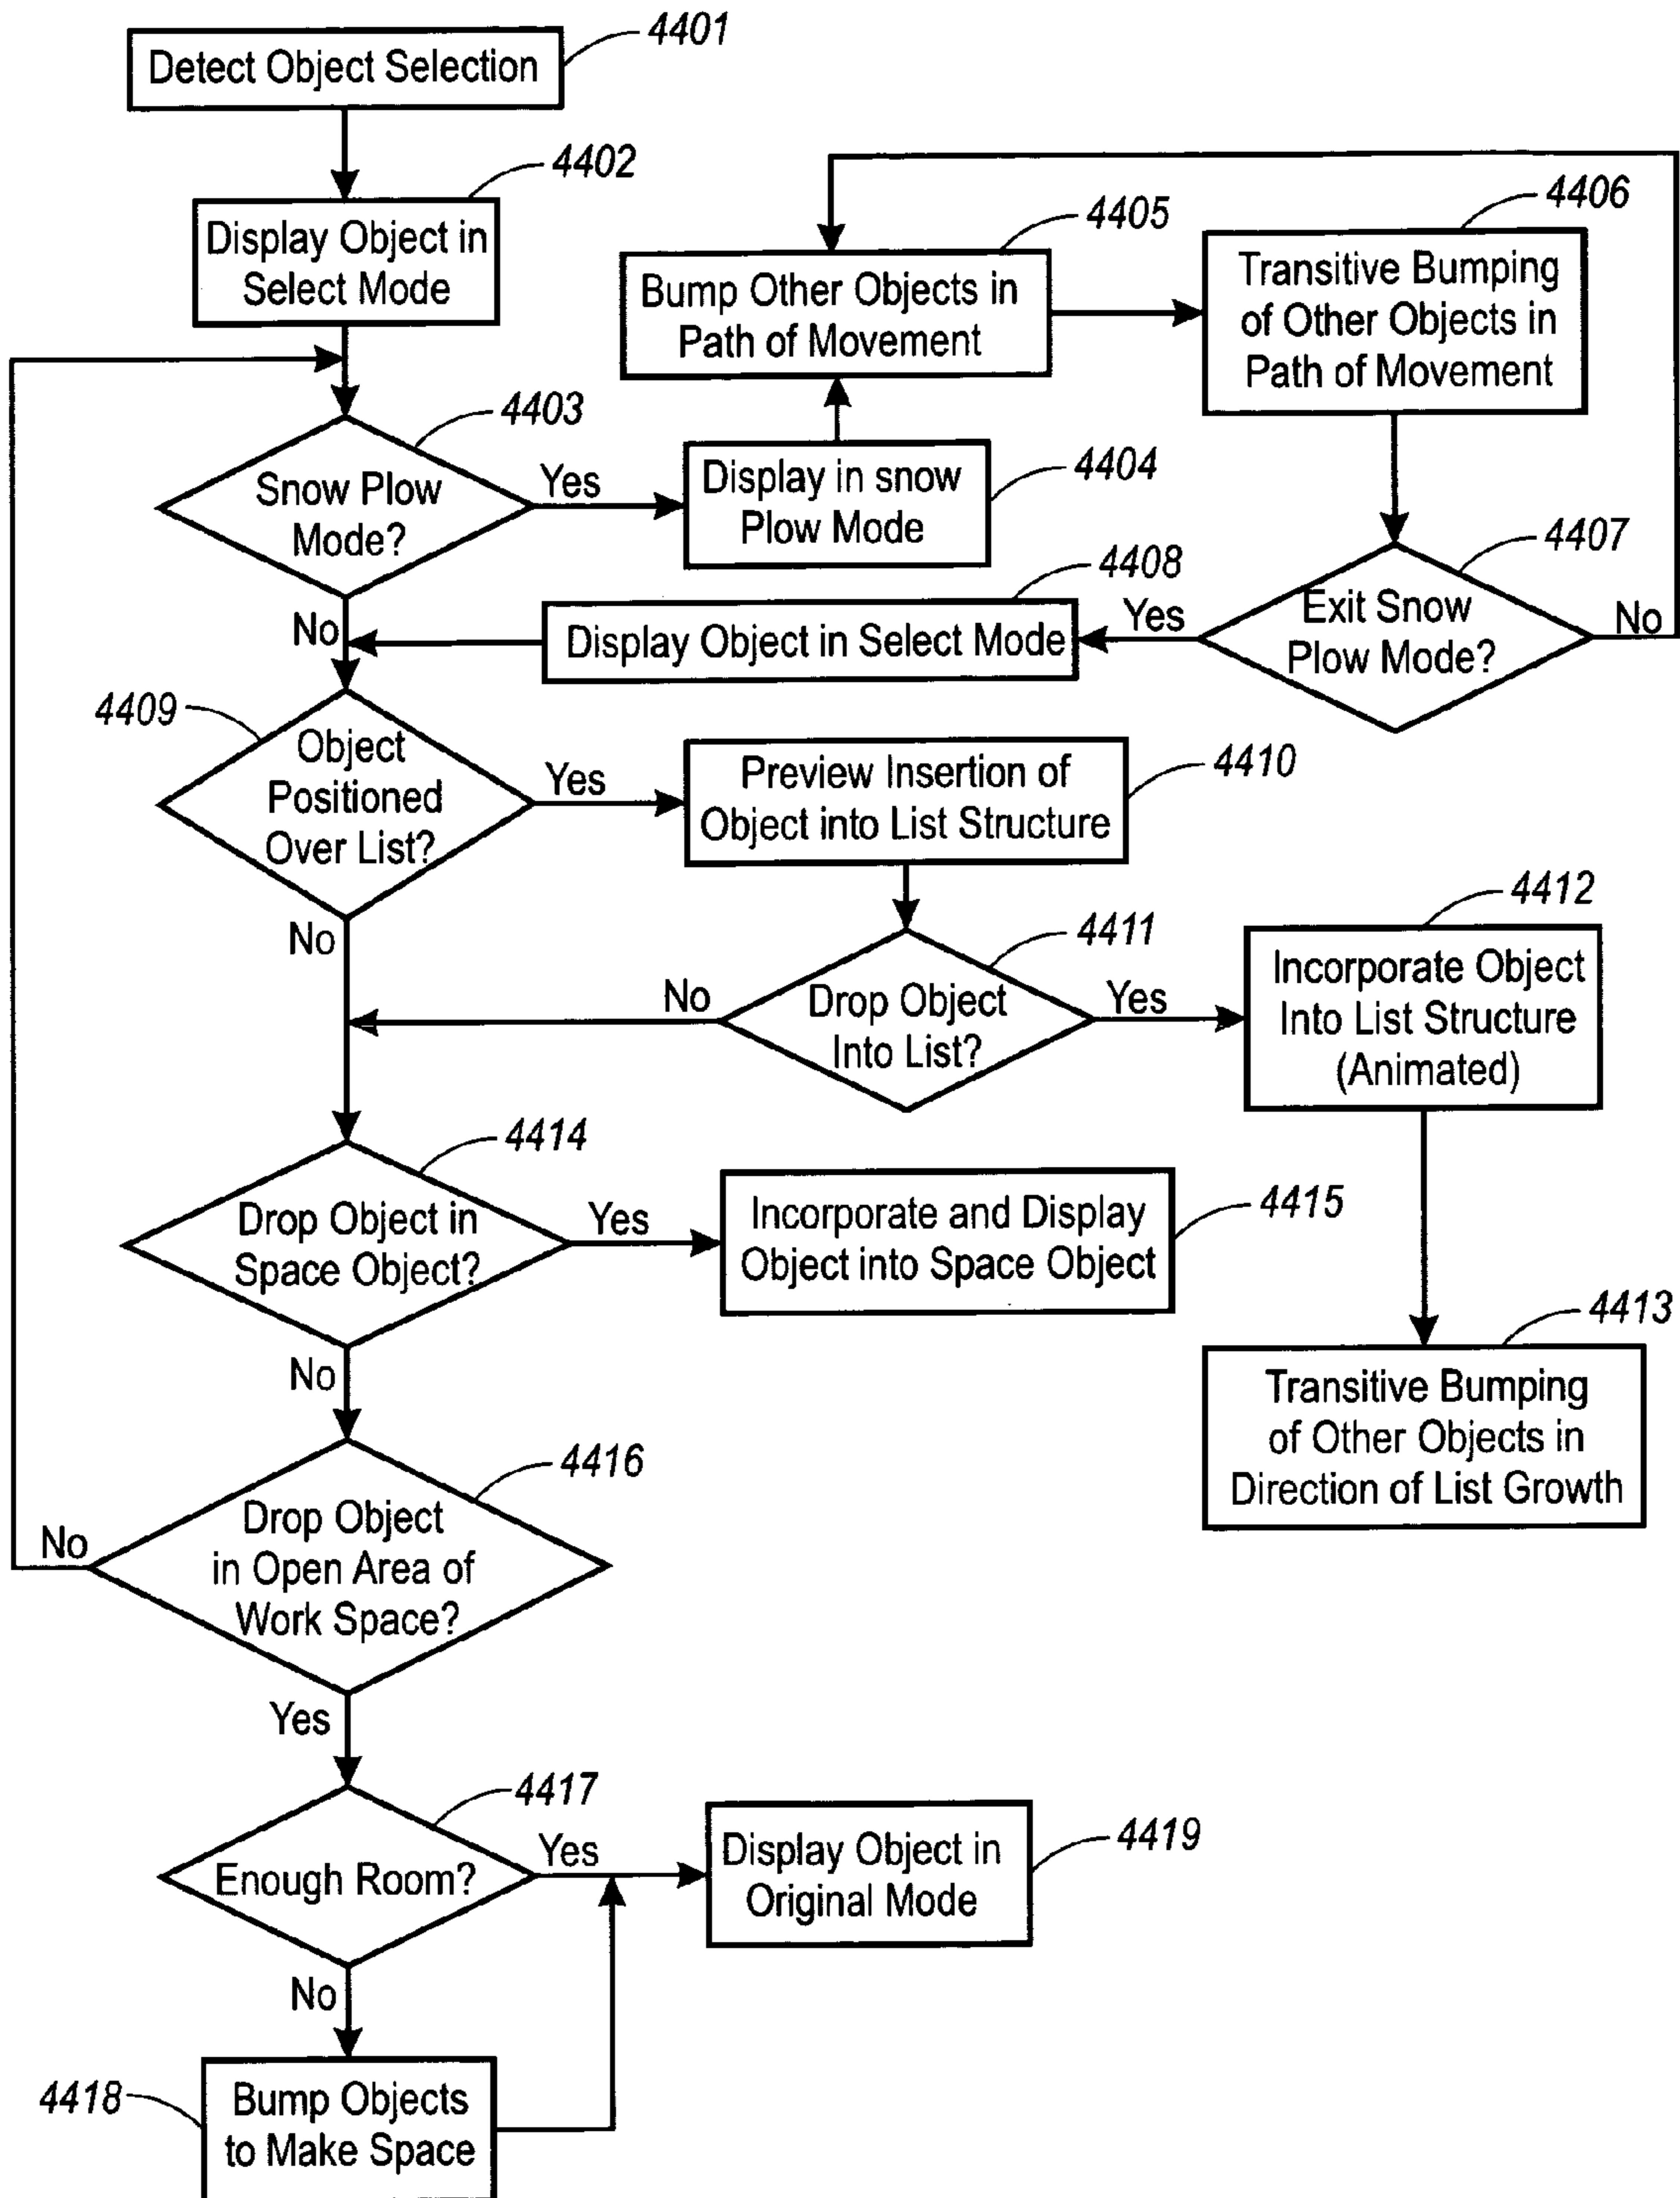 4401
Detect Object Selection
4402
Display Object in
Select Mode
4405
Bump Other Objects in
Path of Movement
4406
Transitive Bumping
of Other Objects in
Path of Movement
4403
Snow Plow
Mode?
Yes
4404
Display in snow
Plow Mode
4407
Exit Snow
Plow Mode?
Yes
No
4408
Display Object in Select Mode
No
4409
Object
Positioned
Over List?
Yes
4410
Preview Insertion of
Object into List Structure
No
4411
Drop Object
Into List?
No
Yes
4412
Incorporate Object
Into List Structure
(Animated)
4414
Drop Object in
Space Object?
Yes
4415
Incorporate and Display
Object into Space Object
4413
Transitive Bumping
of Other Objects in
Direction of List Growth
No
4416
Drop Object
in Open Area of
Work Space?
No
Yes
4417
Enough Room?
Yes
4419
Display Object in
Original Mode
No
4418
Bump Objects
to Make Space